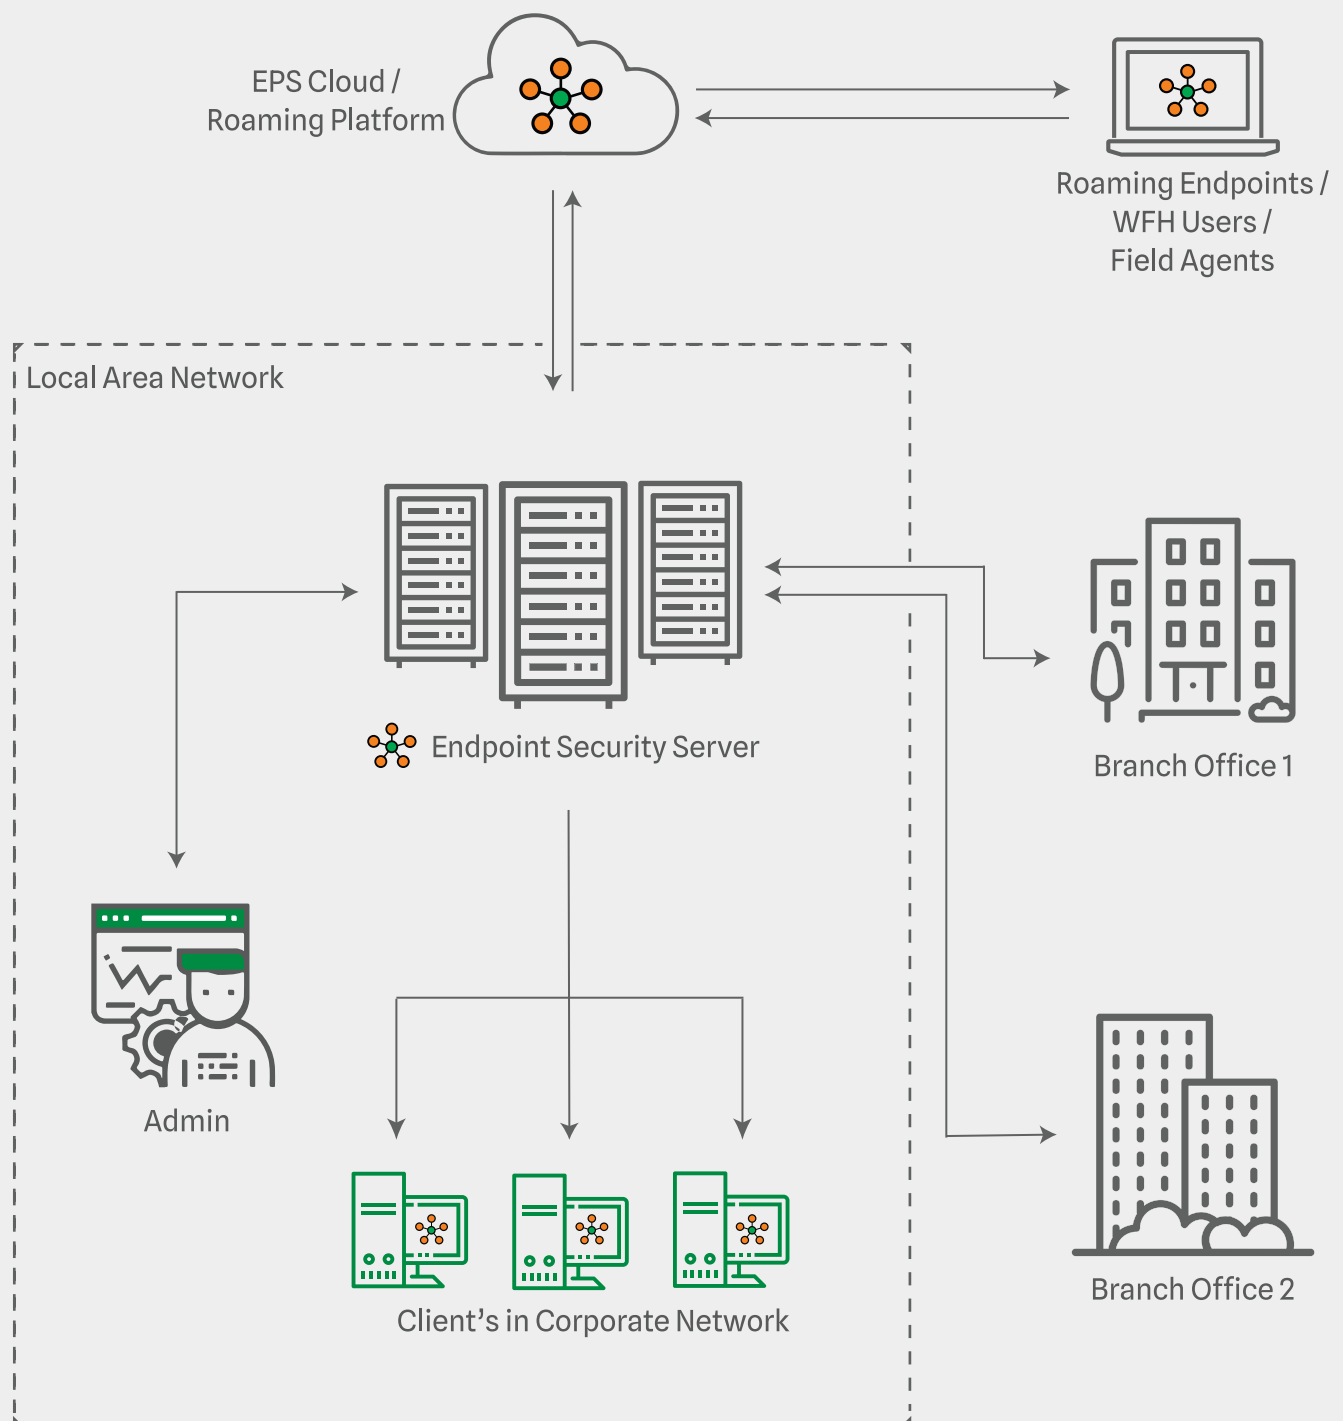 EPS Cloud /
Roaming Platform
Roaming Endpoints /
WFH Users /
Field Agents
Local Area Network
Endpoint Security Server
Branch Office 1
Admin
Client's in Corporate Network
Branch Office 2